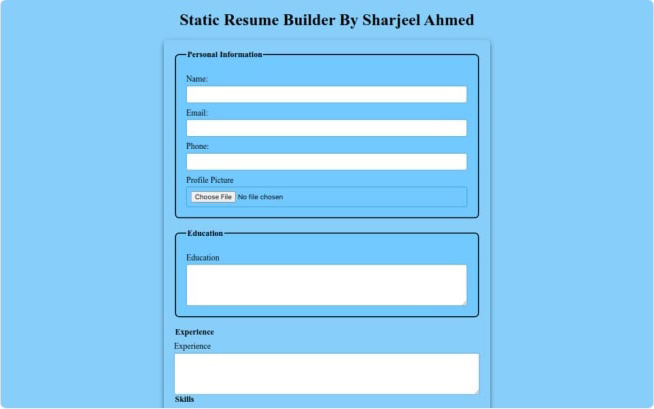 Static Resume Builder By Sharjeel Ahmed
Personal Information
Name:
Email:
Phone:
Profile Picture
Choose File No file chosen
Education
Education
Experience
Experience
Skills